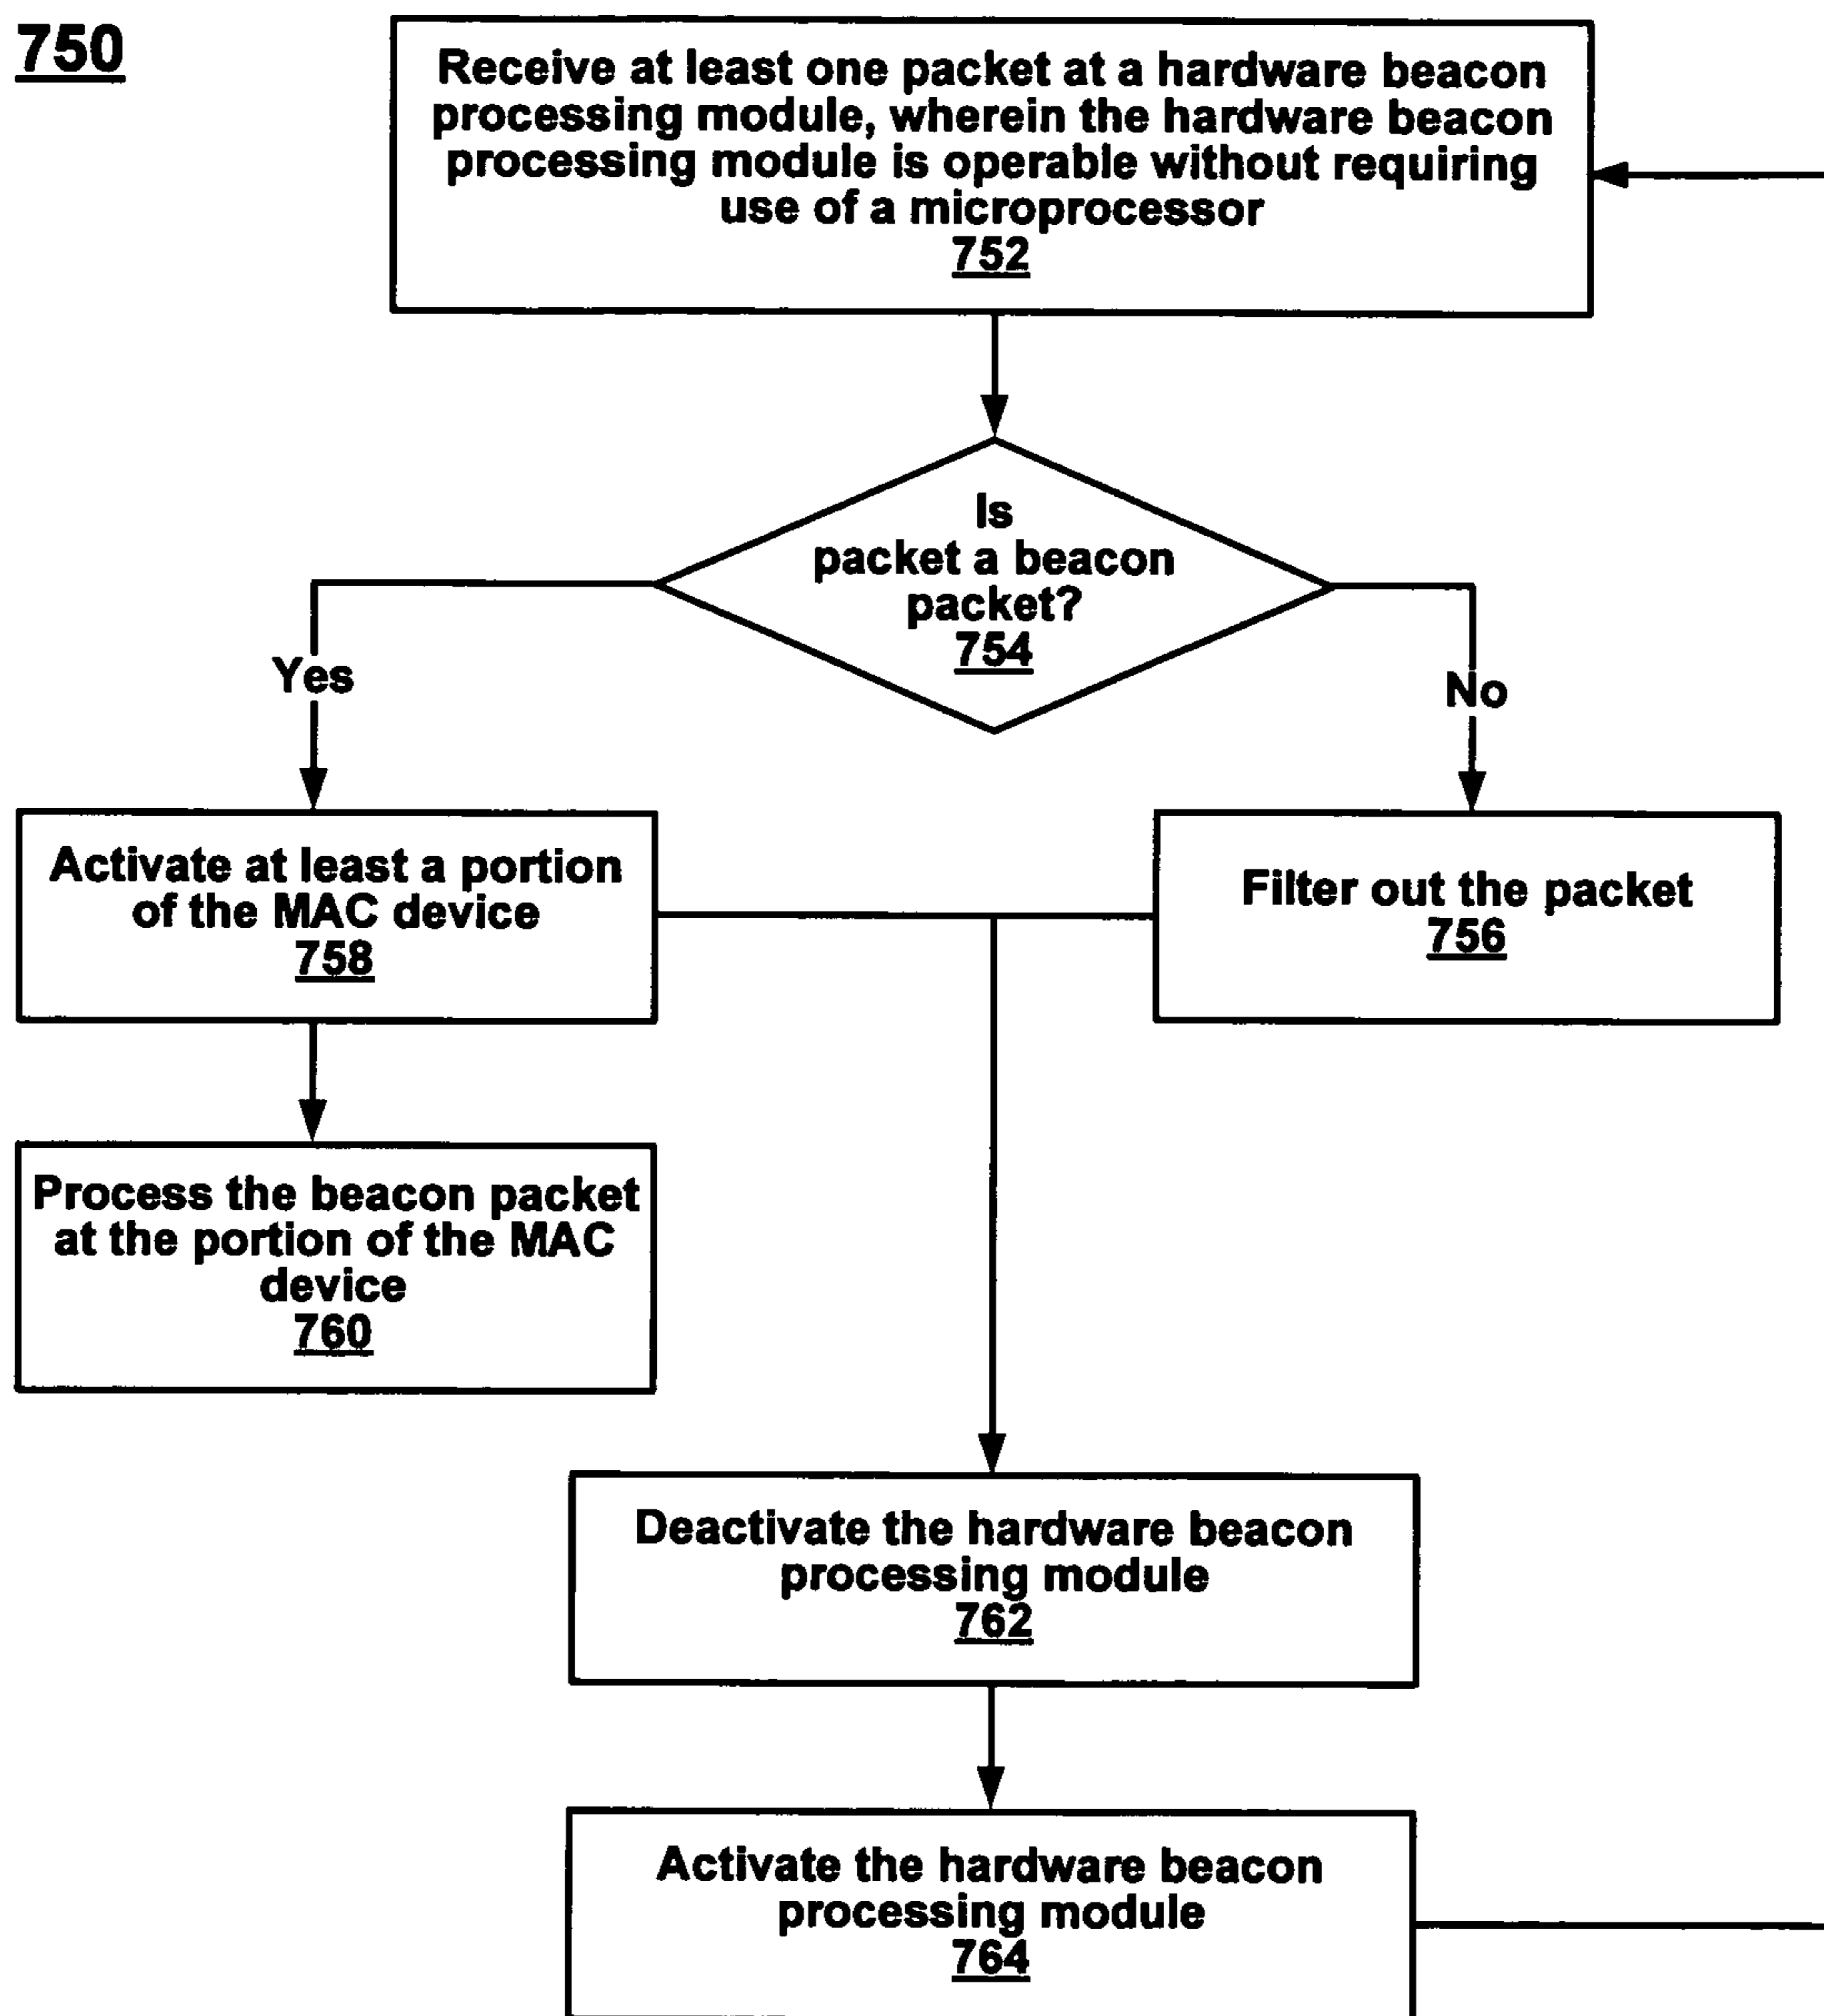 750
Receive at least one packet at a hardware beacon
processing module, wherein the hardware beacon
processing module is operable without requiring
use of a microprocessor
752
Is
packet a beacon
packet?
754
Yes
No
Activate at least a portion
of the MAC device
758
Filter out the packet
756
Process the beacon packet
at the portion of the MAC
device
760
Deactivate the hardware beacon
processing module
762
Activate the hardware beacon
processing module
764